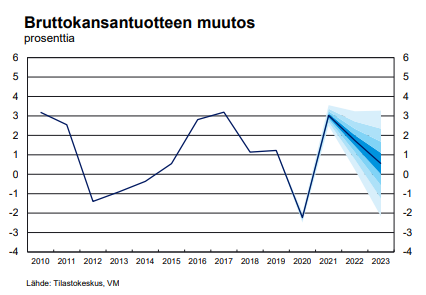 Bruttokansantuotteen muutos
prosenttia
6 6
5 5
4 4
3 3
2 2
1 1
0 0
-1 -1
-2 -2
-3 -3
-4 -4
2010 2011 2012 2013 2014 2015 2016 2017 2018 2019 2020 2021 2022 2023
Lähde: Tilastokeskus, VM